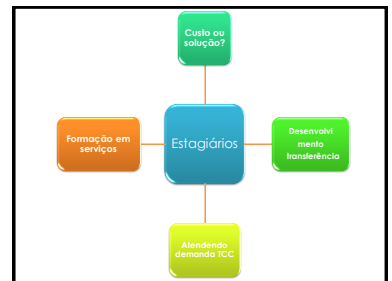 Custo ou
solução?
Formação em
serviços
Estagiários
Desenvolvi
mento
transferência
Atendendo
demanda TCC